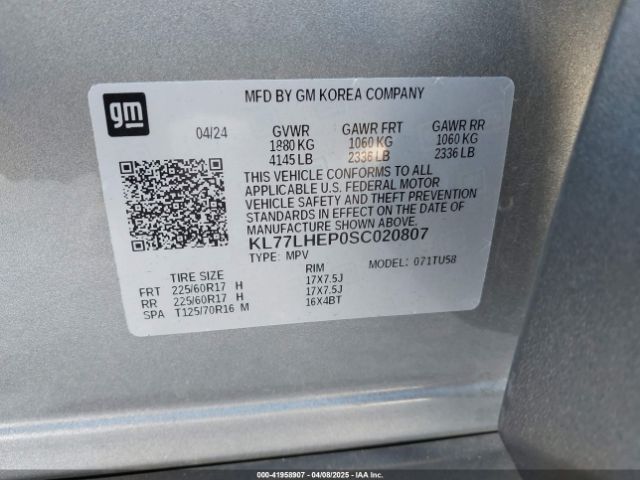 MFD BY GM KOREA COMPANY
gm
04/24 GVWR GAWR FRT GAWR RR
1880 KG 1060 KG 1060 KG
4145 LB 2336 LB 2336 LB
THIS VEHICLE CONFORMS TO ALL
APPLICABLE U.S. FEDERAL MOTOR
VEHICLE SAFETY AND THEFT PREVENTION
STANDARDS IN EFFECT ON THE DATE OF
MANUFACTURE SHOWN ABOVE.
KL77LHEP0SC020807
TYPE: MPV MODEL: 071TU58
TIRE SIZE RIM
FRT 225/60R17 H 17X7.5J
RR 225/60R17 H 17X7.5J
SPA T125/70R16 M 16X4BT
000-41958907 - 04/08/2025 - IAAC Inc.